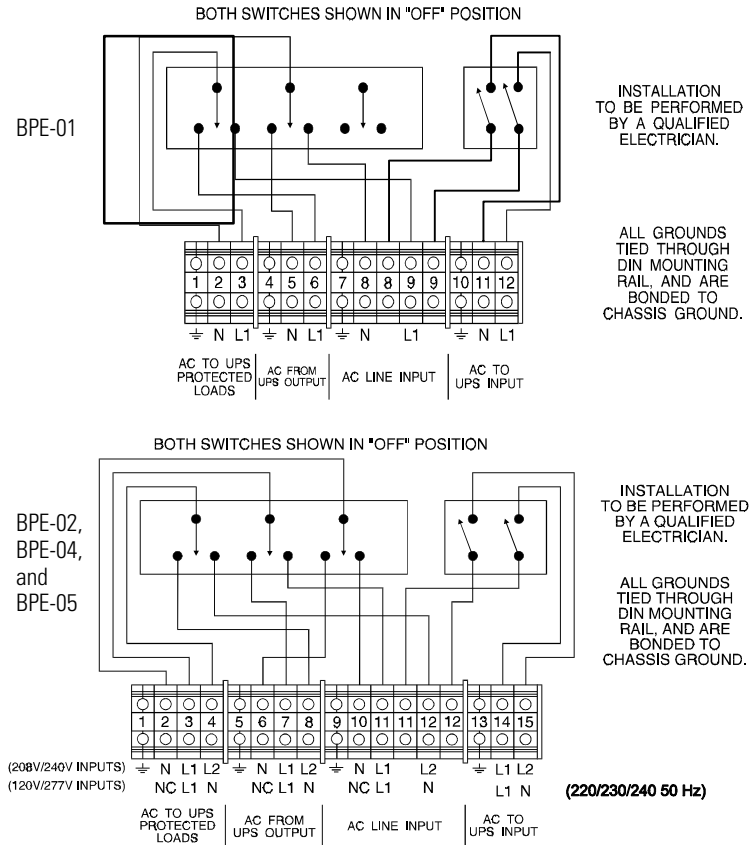 BOTH SWITCHES SHOWN IN "OFF" POSITION
BPE-01
INSTALLATION
TO BE PERFORMED
BY A QUALIFIED
ELECTRICIAN.
ALL GROUNDS
TIED THROUGH
DIN MOUNTING
RAIL, AND ARE
BONDED TO
CHASSIS GROUND.
1 2 3 4 5 6 7 8 8 9 9 10 11 12
N L1 N L1 N L1 N L1
AC TO UPS
PROTECTED
LOADS
AC FROM
UPS OUTPUT
AC LINE INPUT
AC TO
UPS INPUT
BOTH SWITCHES SHOWN IN "OFF" POSITION
BPE-02,
BPE-04,
and
BPE-05
INSTALLATION
TO BE PERFORMED
BY A QUALIFIED
ELECTRICIAN.
ALL GROUNDS
TIED THROUGH
DIN MOUNTING
RAIL, AND ARE
BONDED TO
CHASSIS GROUND.
1 2 3 4 5 6 7 8 9 10 11 11 12 12 13 14 15
(208V/240V INPUTS) N L1 L2 N L1 L2 N L1 L2 L1 L2
(120V/277V INPUTS) NC L1 N NC L1 N NC L1 N L1 N (220/230/240 50 Hz)
AC TO UPS
PROTECTED
LOADS
AC FROM
UPS OUTPUT
AC LINE INPUT
AC TO
UPS INPUT